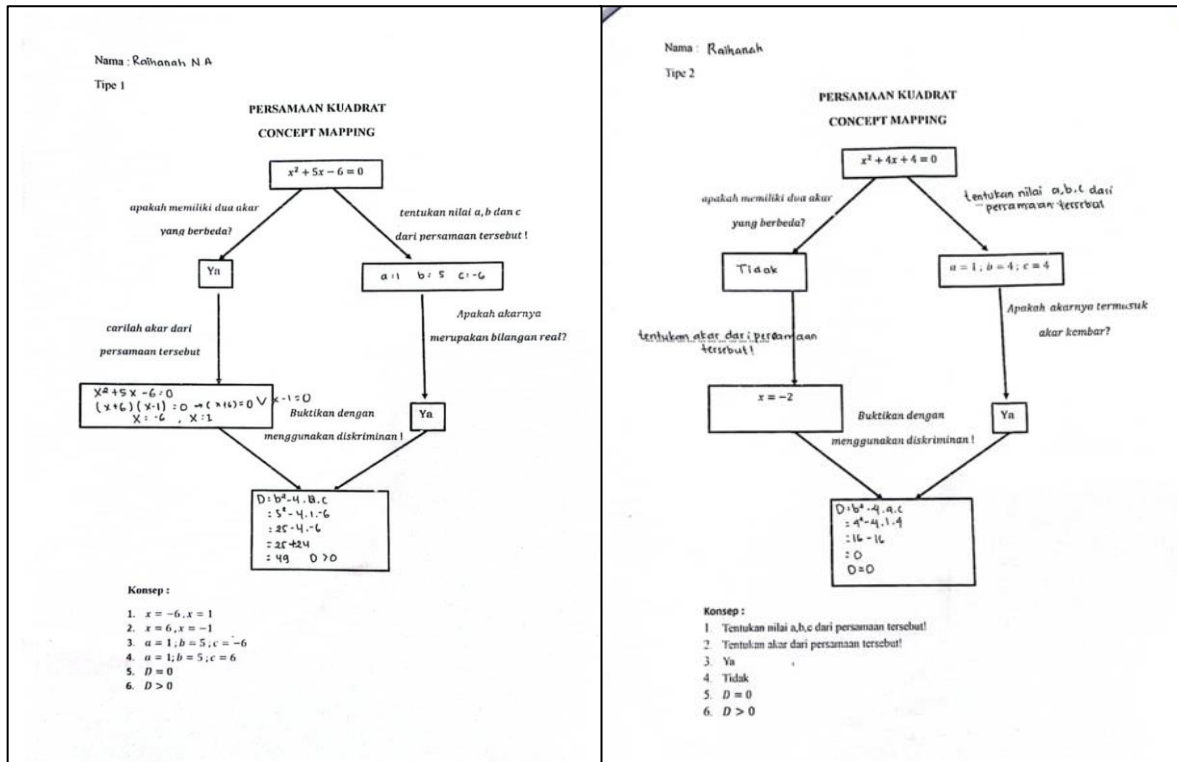 Nama : Raihanah N.A
Tipe 1
PERSAMAAN KUADRAT
CONCEPT MAPPING
x² + 5x − 6 = 0
apakah memiliki dua akar
yang berbeda?
tentukan nilai a,b dan c
dari persamaan tersebut !
Ya
a=1 b=5 c=-6
carilah akar dari
persamaan tersebut
Apakah akarnya
merupakan bilangan real?
x²+5x-6=0
(x+6)(x-1)=0 → (x+6)=0 V x-1=0
x=-6 , x=1
Ya
Buktikan dengan
menggunakan diskriminan !
D=b²-4.a.c
=5²-4.1.-6
=25-4.-6
=25+24
=49 D>0
Konsep :
1. x = −6, x = 1
2. x = 6, x = −1
3. a = 1; b = 5; c = −6
4. a = 1; b = 5; c = 6
5. D = 0
6. D > 0
Nama : Raihanah
Tipe 2
PERSAMAAN KUADRAT
CONCEPT MAPPING
x² + 4x + 4 = 0
apakah memiliki dua akar
yang berbeda?
tentukan nilai a,b,c dari
persamaan tersebut
Tidak
a = 1; b = 4; c = 4
tentukan akar dari persamaan
tersebut!
Apakah akarnya termusuk
akar kembar?
x = −2
Ya
Buktikan dengan
menggunakan diskriminan !
D=b²-4.a.c
=4²-4.1.4
=16-16
=0
D=0
Konsep :
1 Tentukan nilai a,b,c dari persamaan tersebut!
2. Tentukan akar dari persamaan tersebut!
3. Ya
4. Tidak
5. D = 0
6. D > 0